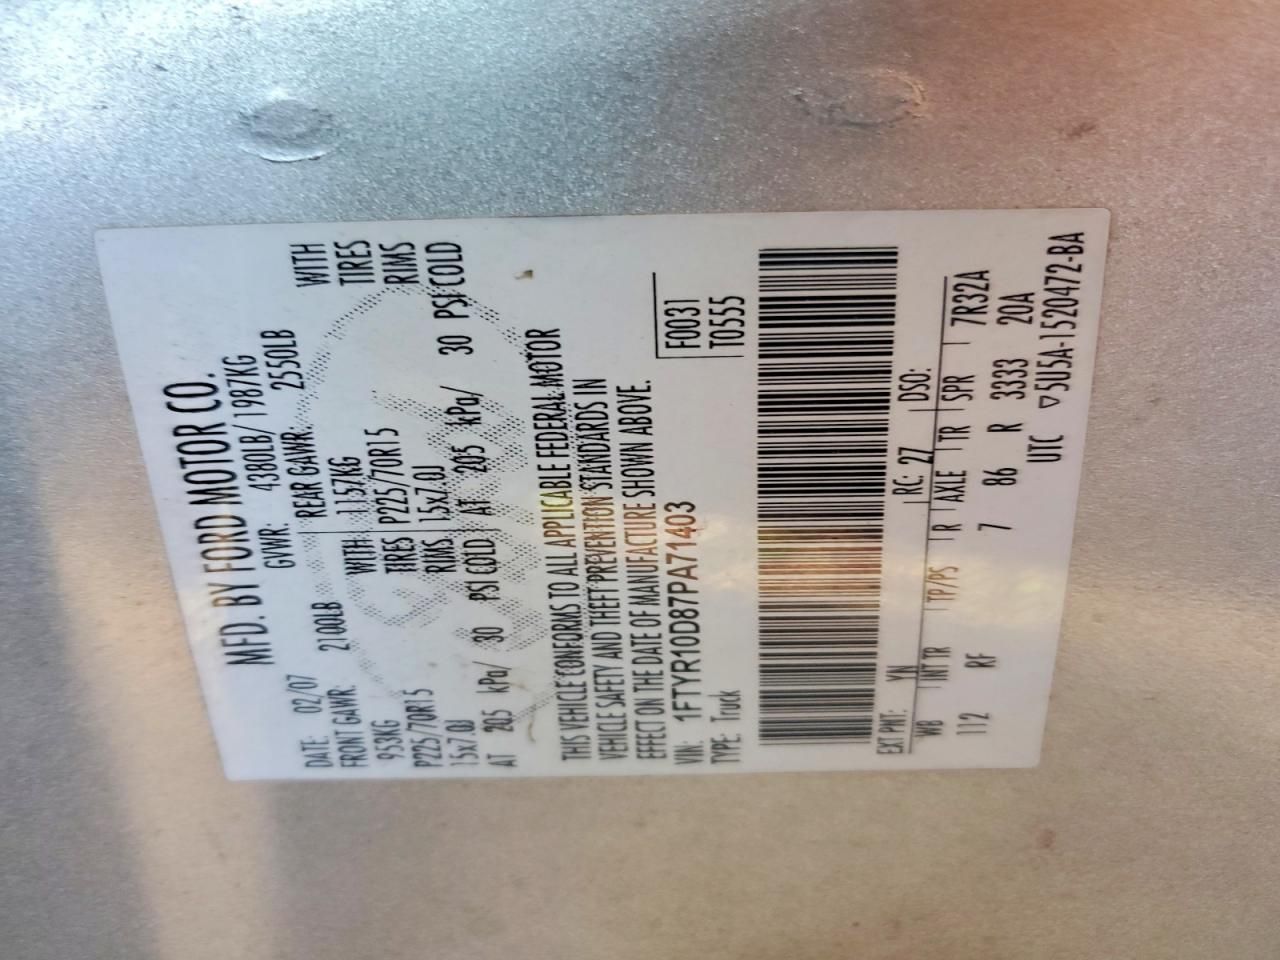 MFD. BY FORD MOTOR CO.
DATE: 02/07 GVWR: 4380LB/ 1987KG
FRONT GAWR: 2100LB REAR GAWR: 2550LB
953KG WITH 1157KG WITH
P225/70R15 TIRES P225/70R15 TIRES
15x7.0J RIMS 15x7.0J RIMS
AT 205 kPa/ 30 PSI COLD AT 205 kPa/ 30 PSI COLD
THIS VEHICLE CONFORMS TO ALL APPLICABLE FEDERAL MOTOR
VEHICLE SAFETY AND THEFT PREVENTION STANDARDS IN
EFFECT ON THE DATE OF MANUFACTURE SHOWN ABOVE.
VIN: 1FTYR10D87PA71403 F0031
TYPE: Truck T0555
EXT PNT: YN RC: 27 DSO:
WB INT TR TP/PS R AXLE TR SPR 7R32A
112 RF 7 86 R 3333 20A
UTC ▽5U5A-1520472-BA